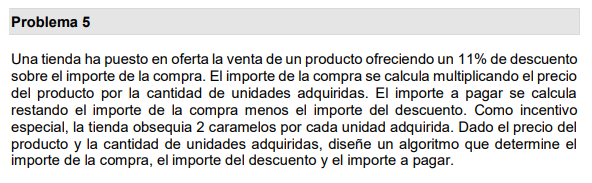 Problema 5
Una tienda ha puesto en oferta la venta de un producto ofreciendo un 11% de descuento
sobre el importe de la compra. El importe de la compra se calcula multiplicando el precio
del producto por la cantidad de unidades adquiridas. El importe a pagar se calcula
restando el importe de la compra menos el importe del descuento. Como incentivo
especial, la tienda obsequia 2 caramelos por cada unidad adquirida. Dado el precio del
producto y la cantidad de unidades adquiridas, diseñe un algoritmo que determine el
importe de la compra, el importe del descuento y el importe a pagar.